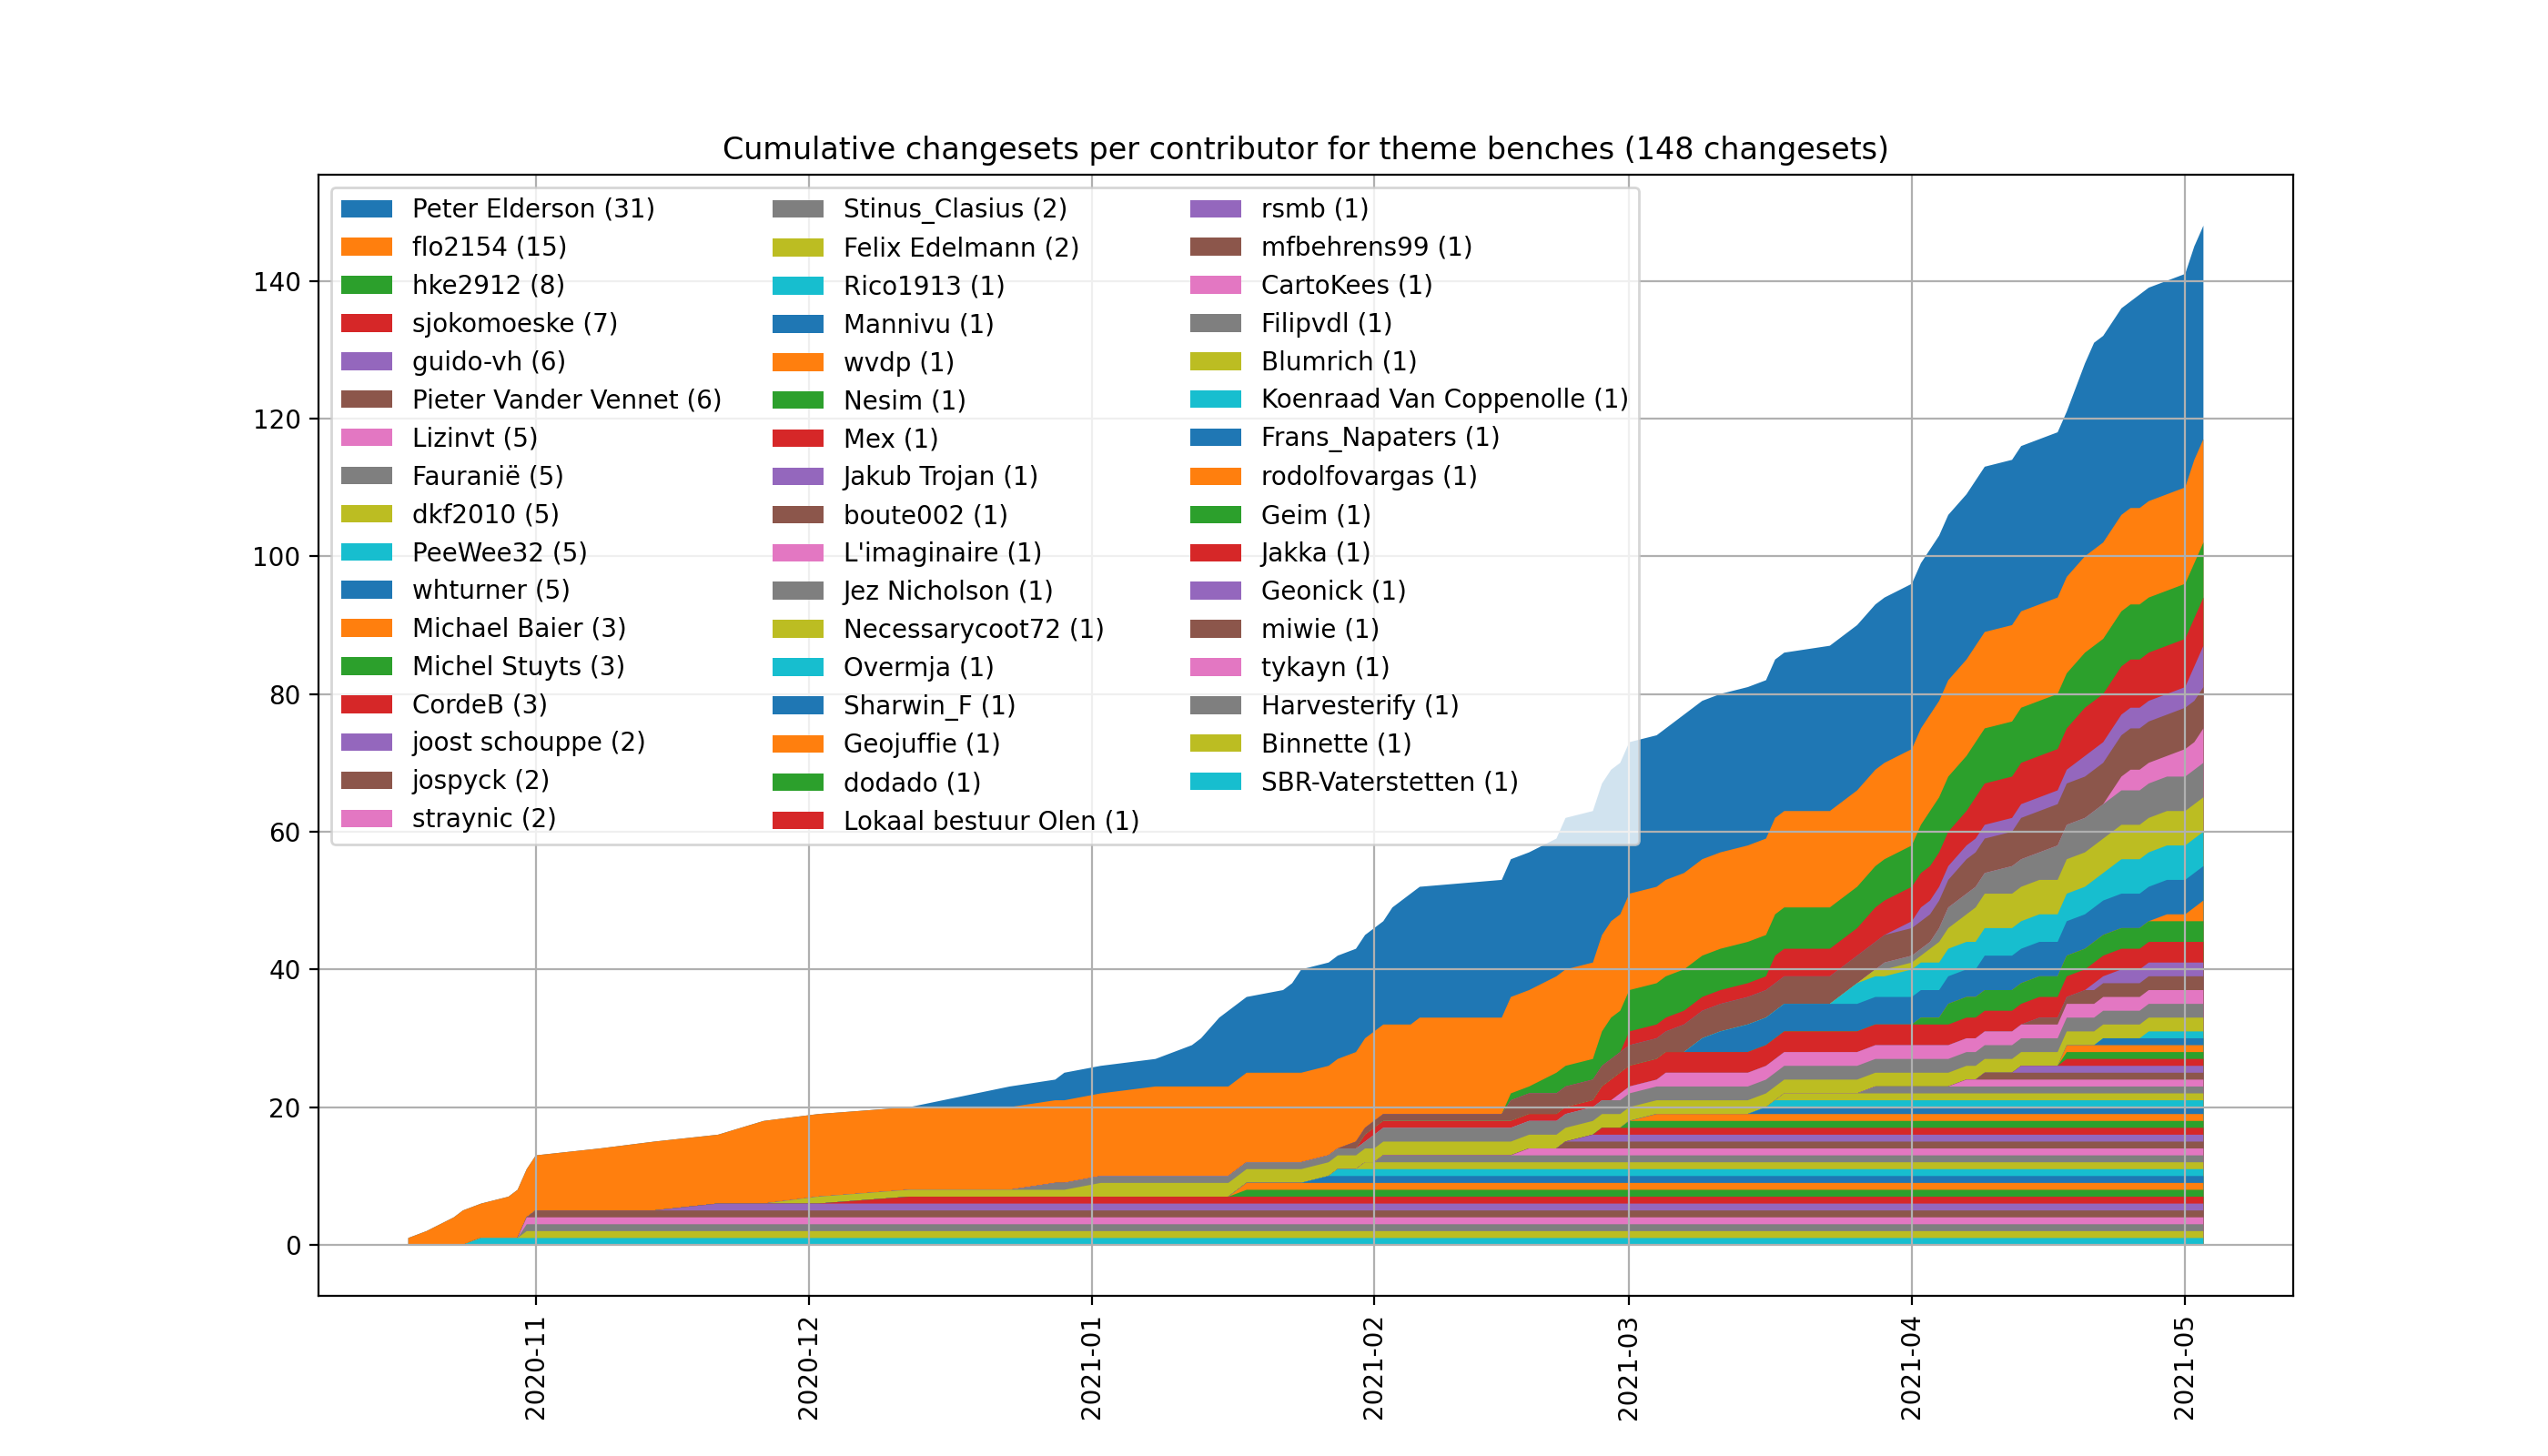 Cumulative changesets per contributor for theme benches (148 changesets)
Peter Elderson (31)
flo2154 (15)
hke2912 (8)
sjokomoeske (7)
guido-vh (6)
Pieter Vander Vennet (6)
Lizinvt (5)
Fauranië (5)
dkf2010 (5)
PeeWee32 (5)
whturner (5)
Michael Baier (3)
Michel Stuyts (3)
CordeB (3)
joost schouppe (2)
jospyck (2)
straynic (2)
Stinus_Clasius (2)
Felix Edelmann (2)
Rico1913 (1)
Mannivu (1)
wvdp (1)
Nesim (1)
Mex (1)
Jakub Trojan (1)
boute002 (1)
L'imaginaire (1)
Jez Nicholson (1)
Necessarycoot72 (1)
Overmja (1)
Sharwin_F (1)
Geojuffie (1)
dodado (1)
Lokaal bestuur Olen (1)
rsmb (1)
mfbehrens99 (1)
CartoKees (1)
Filipvdl (1)
Blumrich (1)
Koenraad Van Coppenolle (1)
Frans_Napaters (1)
rodolfovargas (1)
Geim (1)
Jakka (1)
Geonick (1)
miwie (1)
tykayn (1)
Harvesterify (1)
Binnette (1)
SBR-Vaterstetten (1)
140
120
100
80
60
40
20
0
2020-11
2020-12
2021-01
2021-02
2021-03
2021-04
2021-05